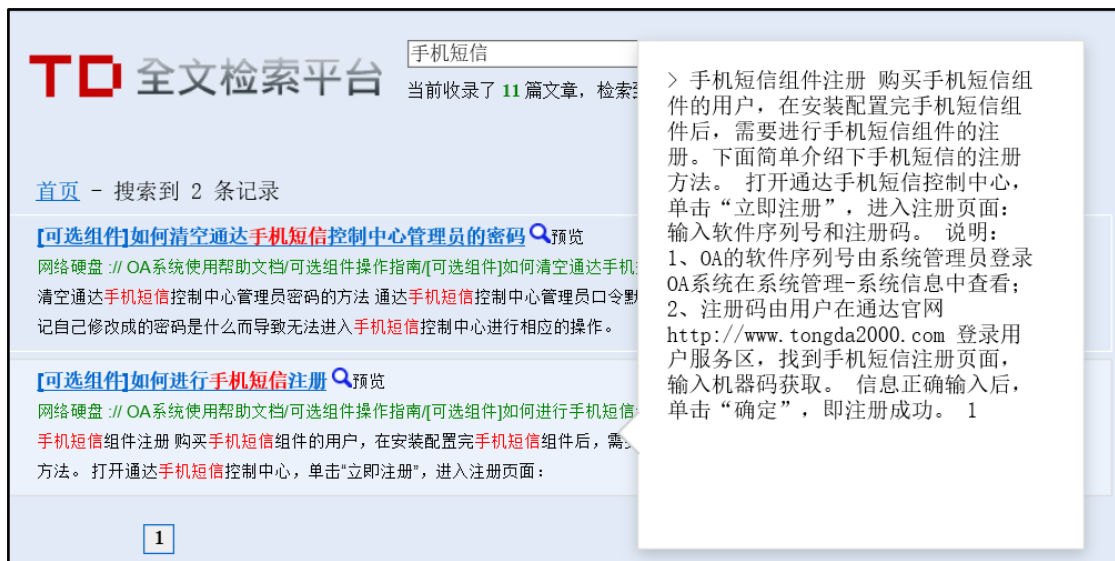 TD 全文检索平台
手机短信
当前收录了 11 篇文章，检索
首页 - 搜索到 2 条记录
[可选组件]如何清空通达手机短信控制中心管理员的密码 预览
网络硬盘 :// OA系统使用帮助文档/可选组件操作指南/[可选组件]如何清空通达手机
清空通达手机短信控制中心管理员密码的方法 通达手机短信控制中心管理员口令默
记自己修改成的密码是什么而导致无法进入手机短信控制中心进行相应的操作。
[可选组件]如何进行手机短信注册 预览
网络硬盘 :// OA系统使用帮助文档/可选组件操作指南/[可选组件]如何进行手机短信
手机短信组件注册 购买手机短信组件的用户，在安装配置完手机短信组件后，需
方法。 打开通达手机短信控制中心，单击“立即注册”，进入注册页面：
1
> 手机短信组件注册 购买手机短信组
件的用户，在安装配置完手机短信组
件后，需要进行手机短信组件的注
册。下面简单介绍下手机短信的注册
方法。 打开通达手机短信控制中心，
单击“立即注册”，进入注册页面：
输入软件序列号和注册码。 说明：
1、OA的软件序列号由系统管理员登录
OA系统在系统管理-系统信息中查看；
2、注册码由用户在通达官网
http://www.tongda2000.com 登录用
户服务区，找到手机短信注册页面，
输入机器码获取。 信息正确输入后，
单击“确定”，即注册成功。 1